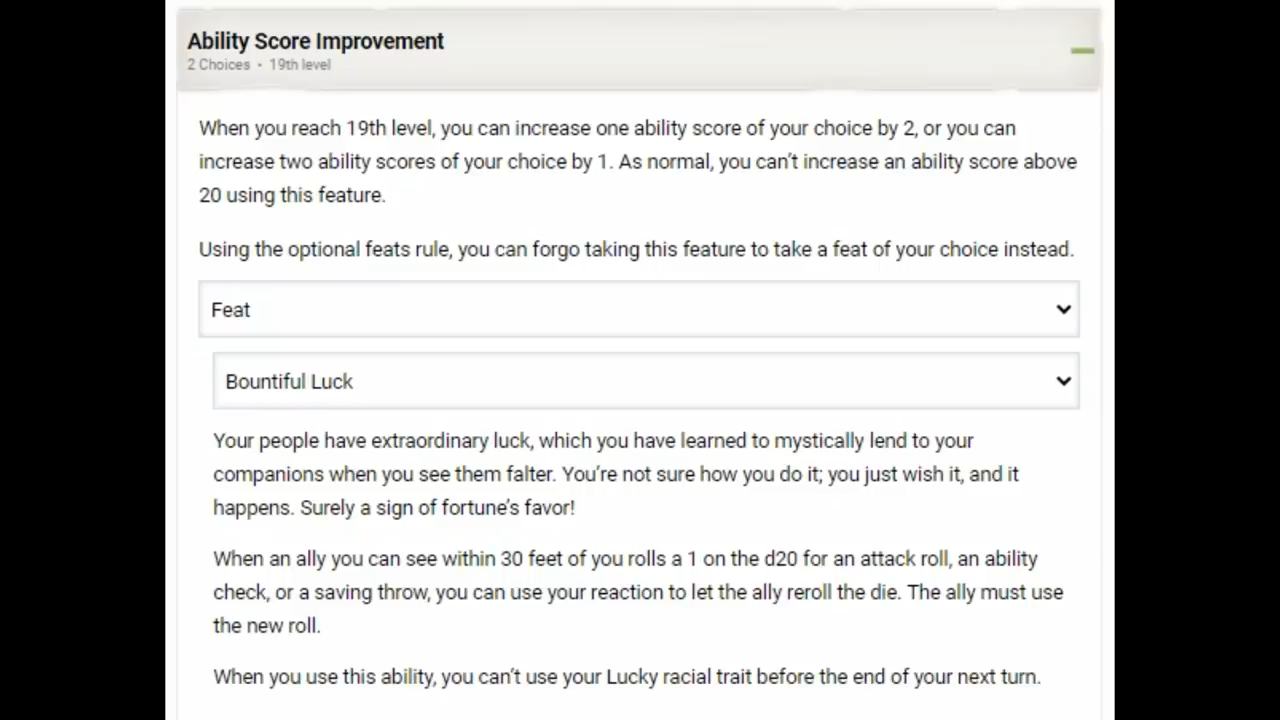 Ability Score Improvement
2 Choices • 19th level
When you reach 19th level, you can increase one ability score of your choice by 2, or you can
increase two ability scores of your choice by 1. As normal, you can’t increase an ability score above
20 using this feature.
Using the optional feats rule, you can forgo taking this feature to take a feat of your choice instead.
Feat
Bountiful Luck
Your people have extraordinary luck, which you have learned to mystically lend to your
companions when you see them falter. You’re not sure how you do it; you just wish it, and it
happens. Surely a sign of fortune’s favor!
When an ally you can see within 30 feet of you rolls a 1 on the d20 for an attack roll, an ability
check, or a saving throw, you can use your reaction to let the ally reroll the die. The ally must use
the new roll.
When you use this ability, you can’t use your Lucky racial trait before the end of your next turn.